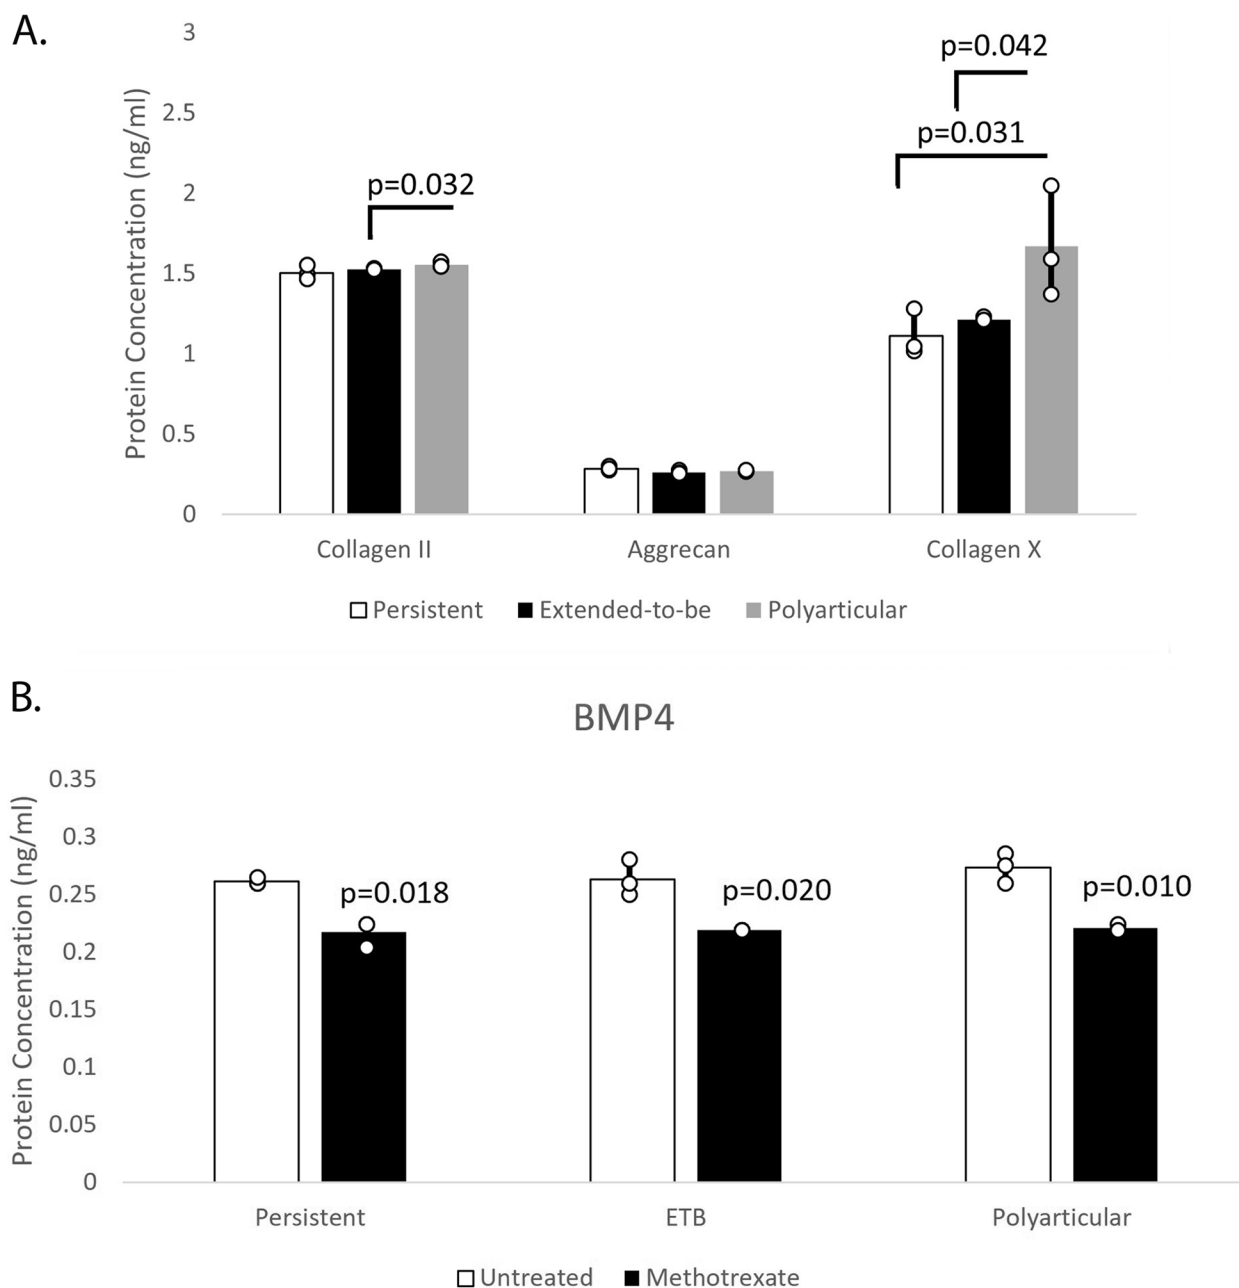 A.
3
p=0.042
2.5
p=0.031
2
p=0.032
1.5
1
0.5
0
Protein Concentration (ng/ml)
Collagen II
Aggrecan
Collagen X
Persistent
Extended-to-be
Polyarticular
B.
BMP4
0.35
0.3
0.25
0.2
0.15
0.1
0.05
0
Protein Concentration (ng/ml)
p=0.018
p=0.020
p=0.010
Persistent
ETB
Polyarticular
Untreated
Methotrexate